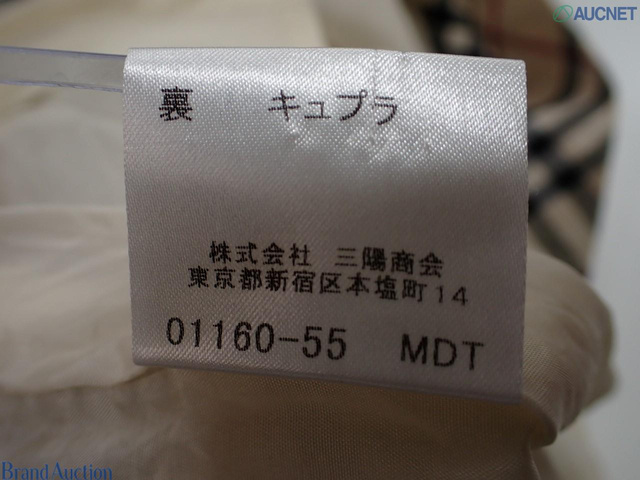 AUCNET
裏　キュプラ
株式会社　三陽商会
東京都新宿区本塩町14
01160-55　MDT
Brand Auction